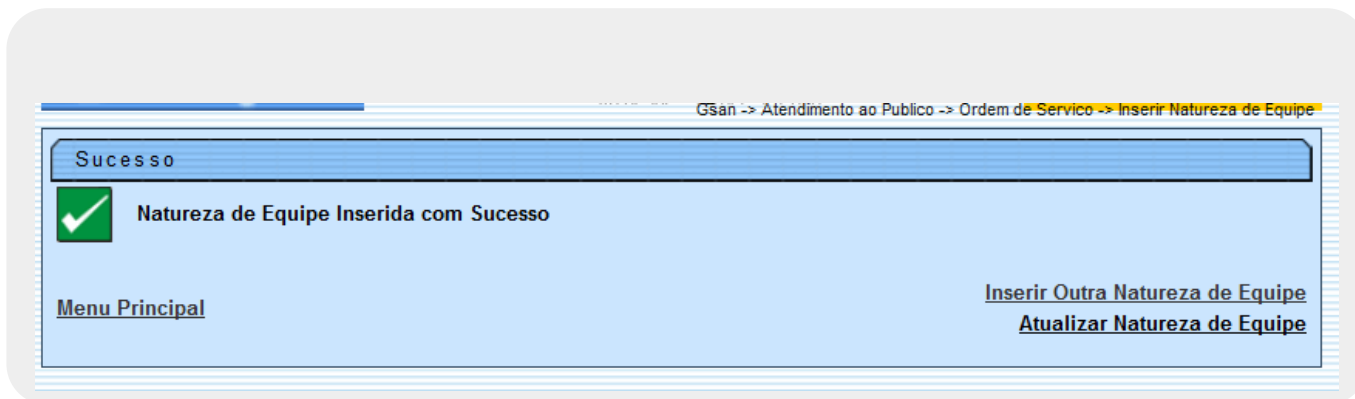 Gsan -> Atendimento ao Publico -> Ordem de Servico -> Inserir Natureza de Equipe
Sucesso
Natureza de Equipe Inserida com Sucesso
Inserir Outra Natureza de Equipe
Menu Principal
Atualizar Natureza de Equipe